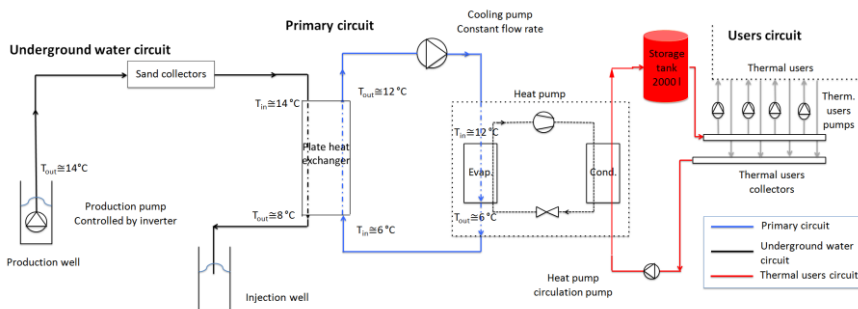 Underground water circuit
Primary circuit
Cooling pump
Constant flow rate
Users circuit
Sand collectors
Storage
tank
2000 l
Thermal users
Therm.
users
pumps
Tin≅14°C
Tout≅12°C
Heat pump
Plate heat
exchanger
Tin≅12°C
Evap.
Cond.
Tout≅14°C
Thermal users
collectors
Production pump
Controlled by inverter
Tout≅8°C
Tin≅6°C
Tout≅6°C
Production well
Injection well
Heat pump
circulation pump
Primary circuit
Underground water
circuit
Thermal users circuit